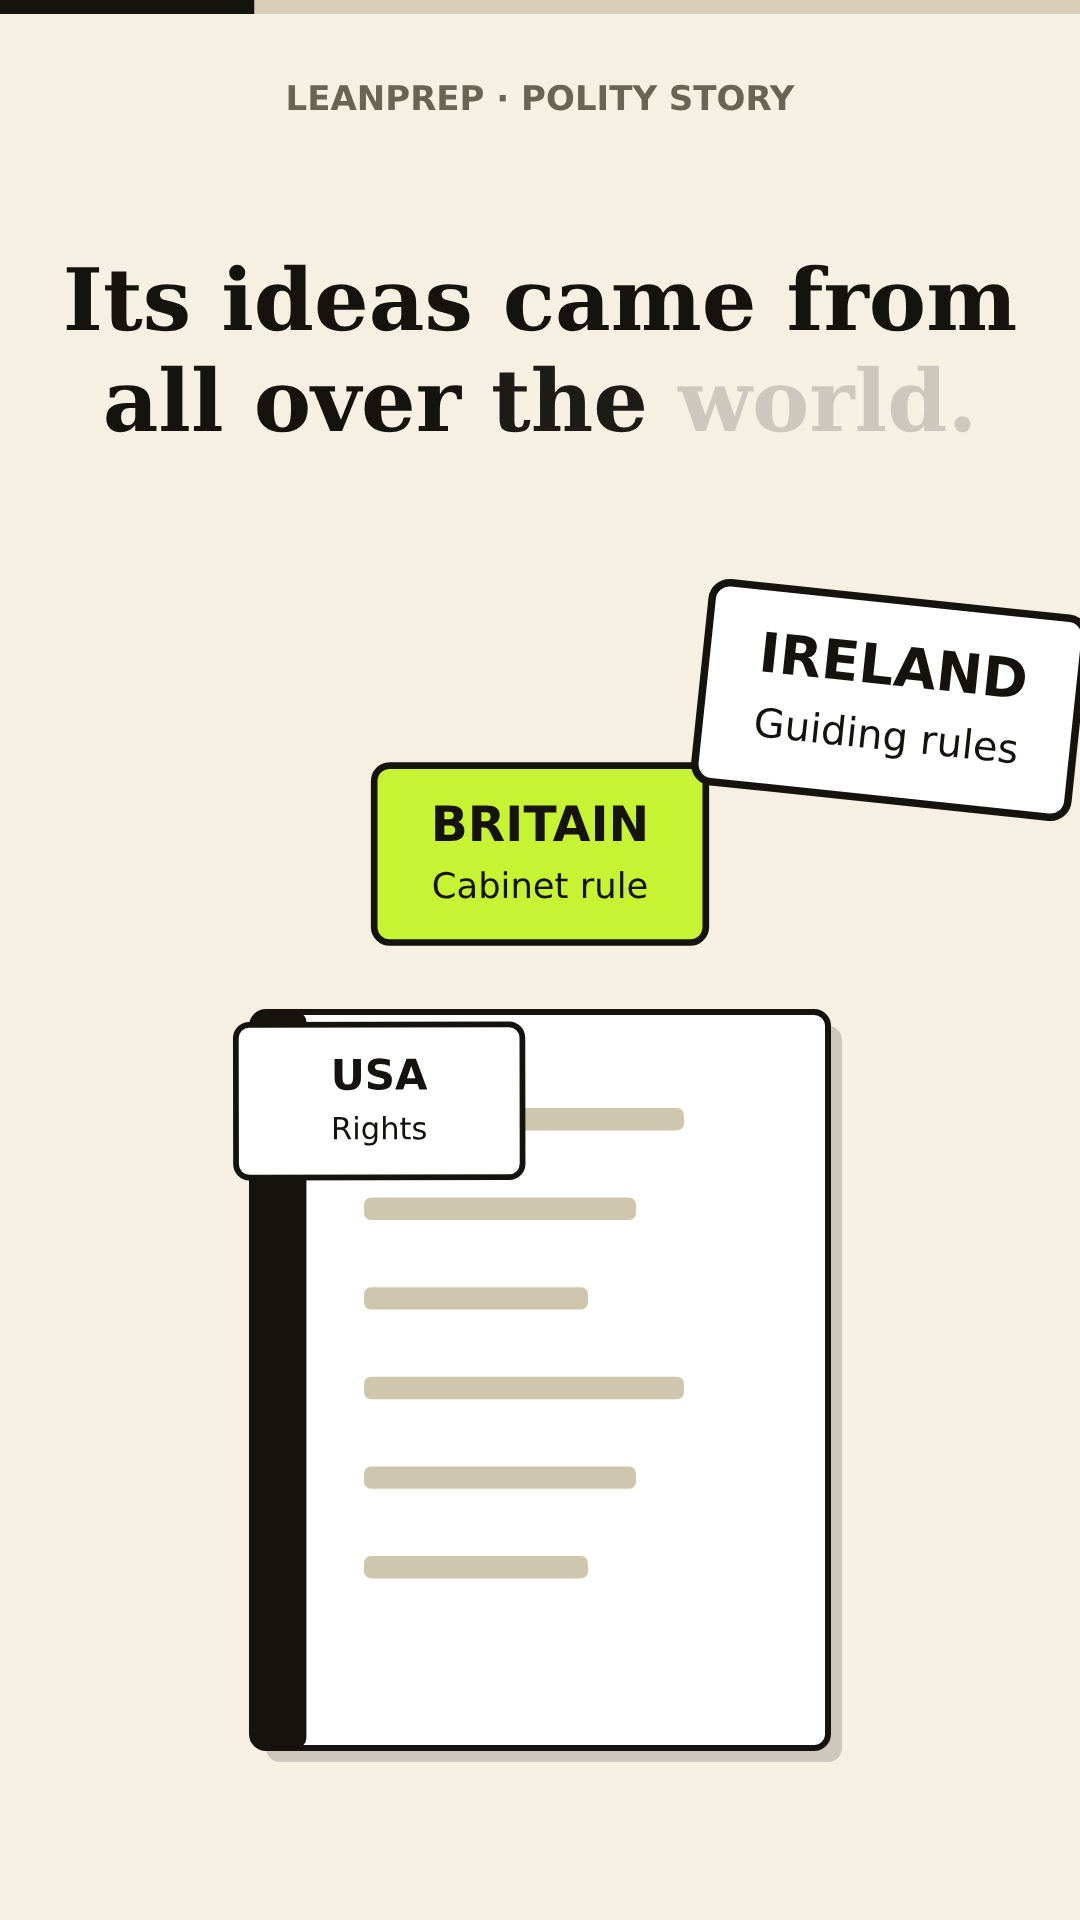 LEANPREP · POLITY STORY
Its ideas came from
all over the world.
IRELAND
Guiding rules
BRITAIN
Cabinet rule
USA
Rights